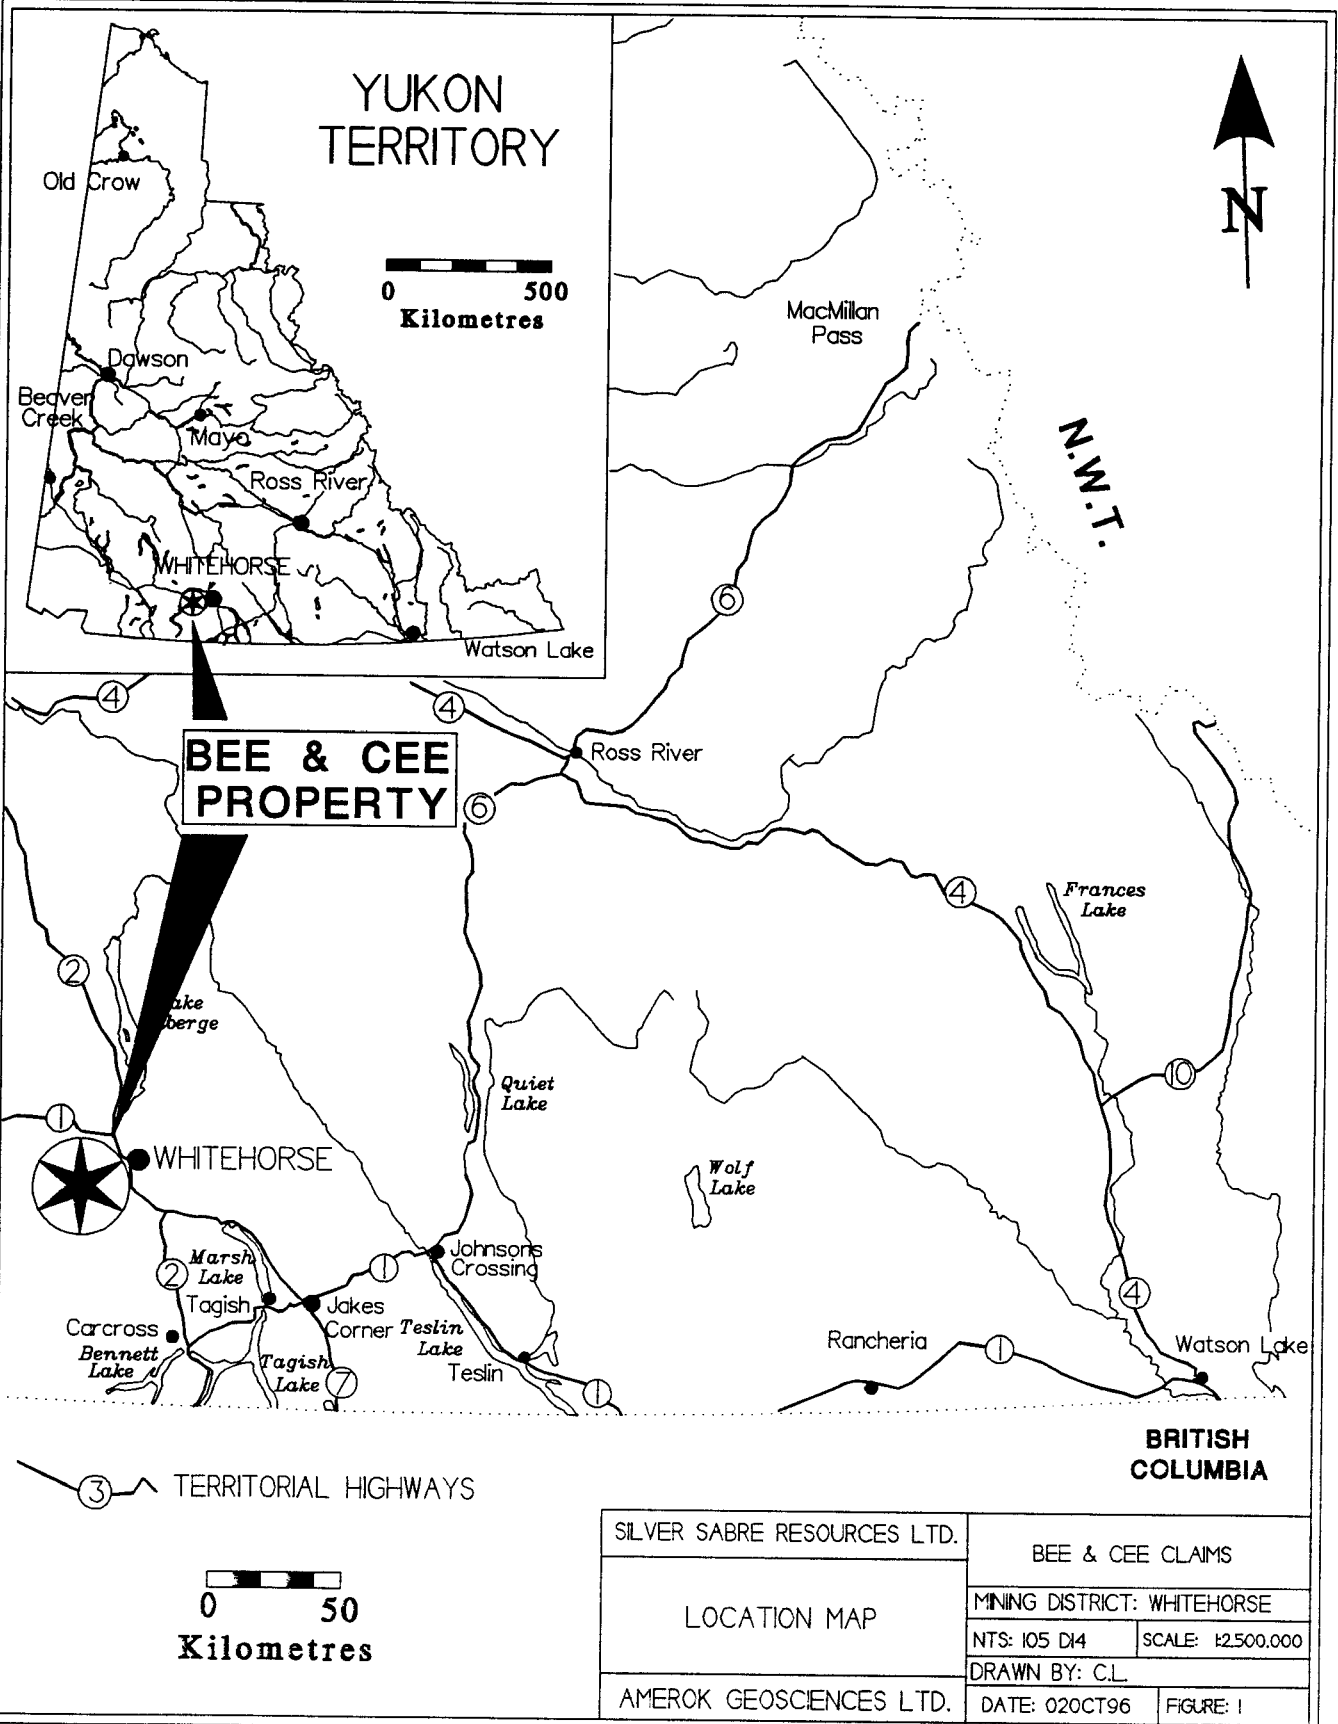 YUKON
TERRITORY
Old Crow
0 500
Kilometres
Dawson
Beaver
Creek
Mayo
Ross River
WHITEHORSE
Watson Lake
N
MacMillan
Pass
N.W.T.
6
4
4
Ross River
BEE & CEE
PROPERTY
6
4
Frances
Lake
2
ake
berge
Quiet
Lake
10
1
WHITEHORSE
Wolf
Lake
Johnsons
Crossing
Marsh
Lake
2
1
4
Tagish
Jakes
Corner
Carcross
Bennett
Lake
Tagish
Lake
7
Teslin
Lake
Teslin
1
Rancheria
1
Watson Lake
BRITISH
COLUMBIA
3 TERRITORIAL HIGHWAYS
0 50
Kilometres
SILVER SABRE RESOURCES LTD.
LOCATION MAP
AMEROK GEOSCIENCES LTD.
BEE & CEE CLAIMS
MINING DISTRICT: WHITEHORSE
NTS: 105 D14 SCALE: 1:2,500,000
DRAWN BY: C.L.
DATE: 02OCT96 FIGURE: 1